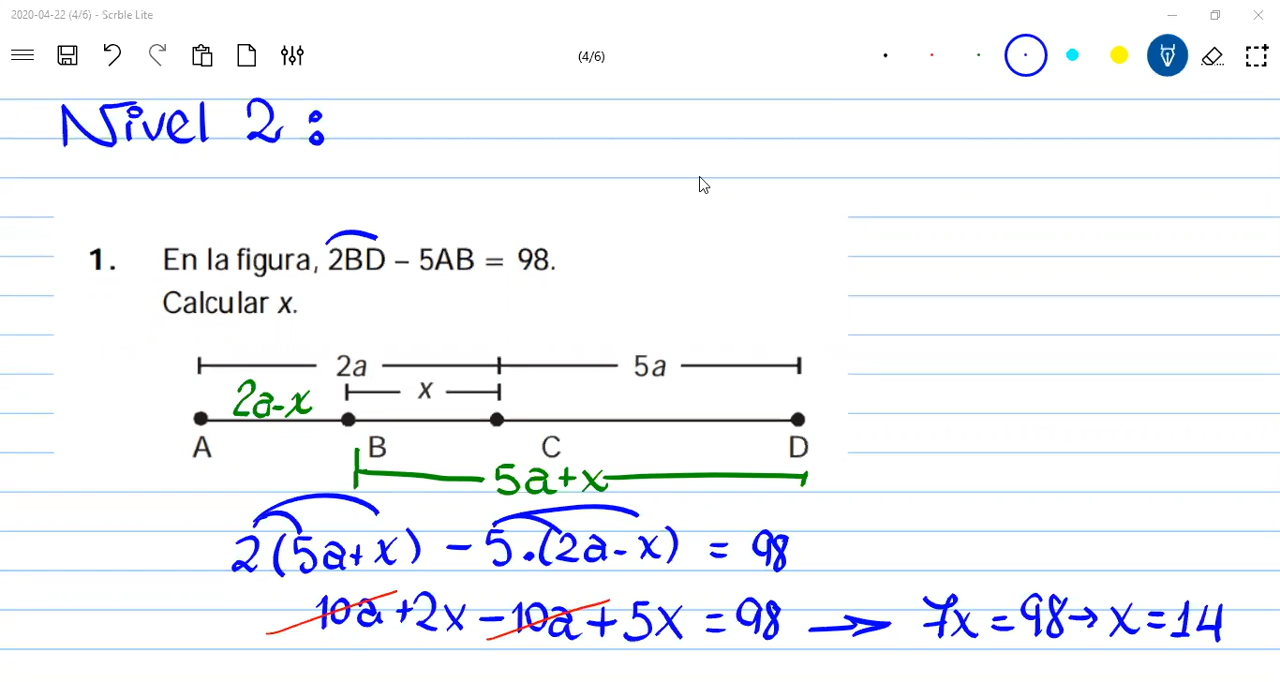 2020-04-22 (4/6) - Scrble Lite
(4/6)
Nivel 2 :
1. En la figura, 2BD – 5AB = 98.
Calcular x.
2a 5a
2a-x x
A B C D
5a+x
2(5a+x) - 5.(2a-x) = 98
10a+2x-10a+5x=98 → 7x=98→x=14